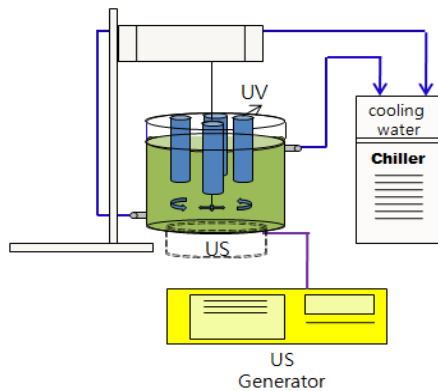 UV
cooling
water
Chiller
US
US
Generator